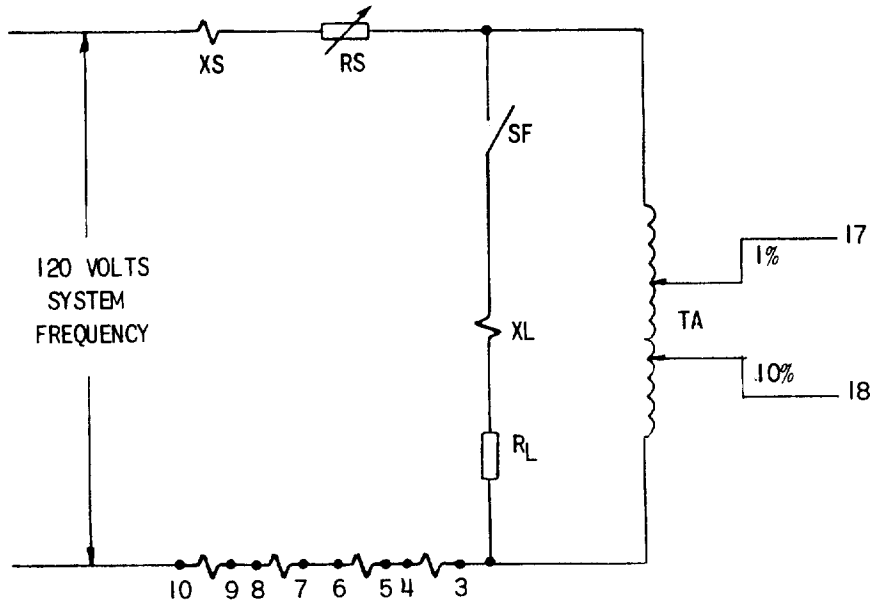 XS
RS
SF
120 VOLTS
SYSTEM
FREQUENCY
17
1%
TA
XL
10%
18
RL
10 9 8 7 6 5 4 3